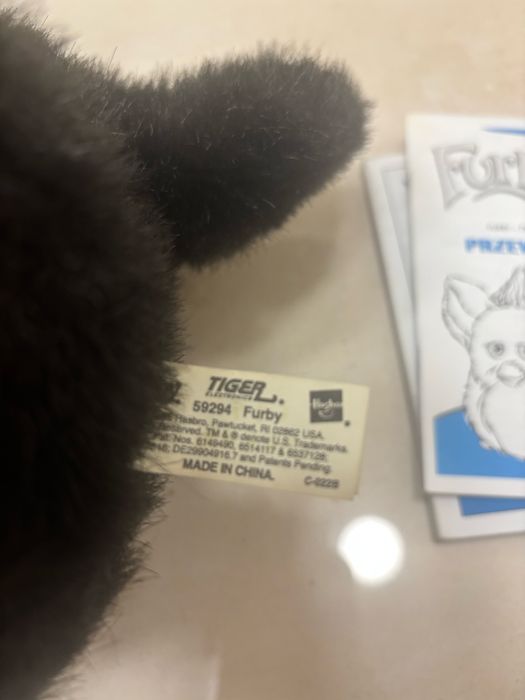 TIGER
ELECTRONICS
59294 Furby
Hasbro
Hasbro, Pawtucket, RI 02862 USA.
Reserved. TM & ® denote U.S. Trademarks.
Nos. 6149490, 6514117 & 6537128;
DE29904916.7 and Patents Pending.
MADE IN CHINA.
C-022B
Fur
PRZEW